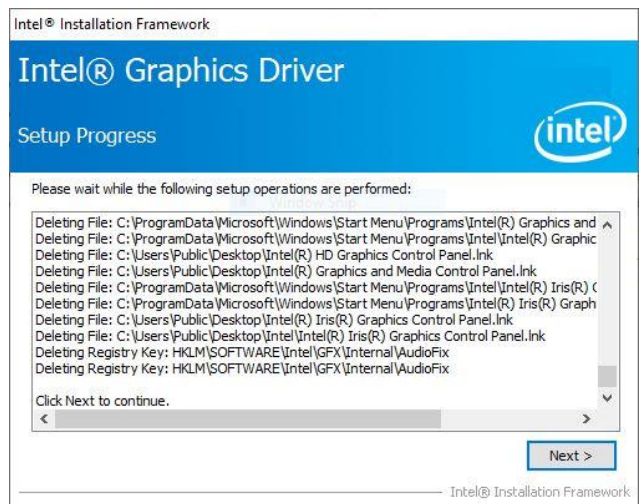 Intel® Installation Framework
Intel® Graphics Driver
Setup Progress
intel
Please wait while the following setup operations are performed:
Window Snip
Deleting File: C:\ProgramData\Microsoft\Windows\Start Menu\Programs\Intel(R) Graphics and
Deleting File: C:\ProgramData\Microsoft\Windows\Start Menu\Programs\Intel\Intel(R) Graphic
Deleting File: C:\Users\Public\Desktop\Intel(R) HD Graphics Control Panel.lnk
Deleting File: C:\Users\Public\Desktop\Intel(R) Graphics and Media Control Panel.lnk
Deleting File: C:\ProgramData\Microsoft\Windows\Start Menu\Programs\Intel\Intel(R) Iris(R) G
Deleting File: C:\ProgramData\Microsoft\Windows\Start Menu\Programs\Intel(R) Iris(R) Graph
Deleting File: C:\Users\Public\Desktop\Intel(R) Iris(R) Graphics Control Panel.lnk
Deleting File: C:\Users\Public\Desktop\Intel\Intel(R) Iris(R) Graphics Control Panel.lnk
Deleting Registry Key: HKLM\SOFTWARE\Intel\GFX\Internal\AudioFix
Deleting Registry Key: HKLM\SOFTWARE\Intel\GFX\Internal\AudioFix
Click Next to continue.
Next >
Intel® Installation Framework